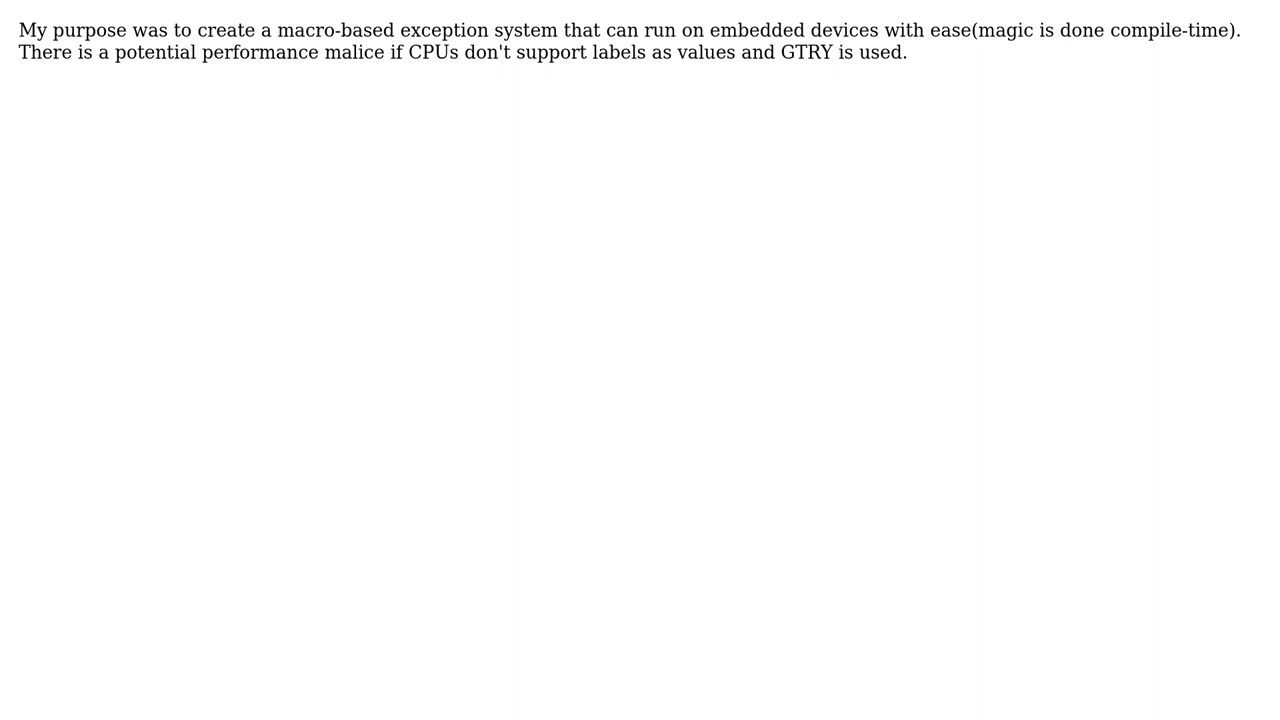 My purpose was to create a macro-based exception system that can run on embedded devices with ease(magic is done compile-time).
There is a potential performance malice if CPUs don't support labels as values and GTRY is used.